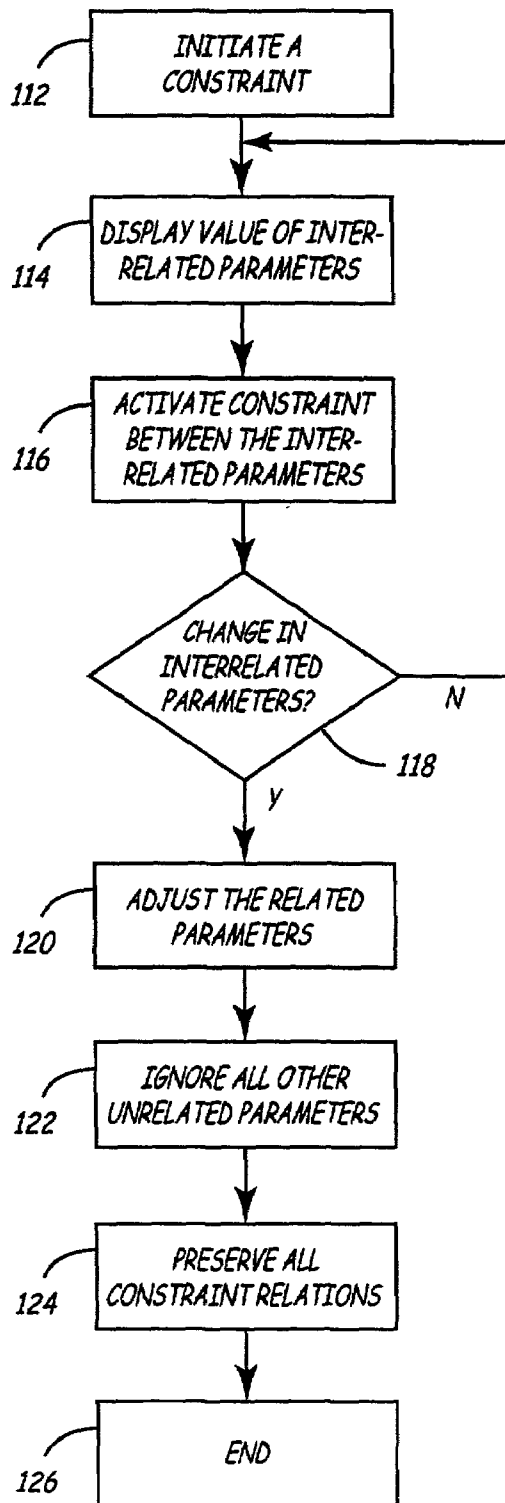 INITIATE A
CONSTRAINT
112
DISPLAY VALUE OF INTER-
RELATED PARAMETERS
114
ACTIVATE CONSTRAINT
BETWEEN THE INTER-
RELATED PARAMETERS
116
CHANGE IN
INTERRELATED
PARAMETERS?
N
118
Y
ADJUST THE RELATED
PARAMETERS
120
IGNORE ALL OTHER
UNRELATED PARAMETERS
122
PRESERVE ALL
CONSTRAINT RELATIONS
124
END
126